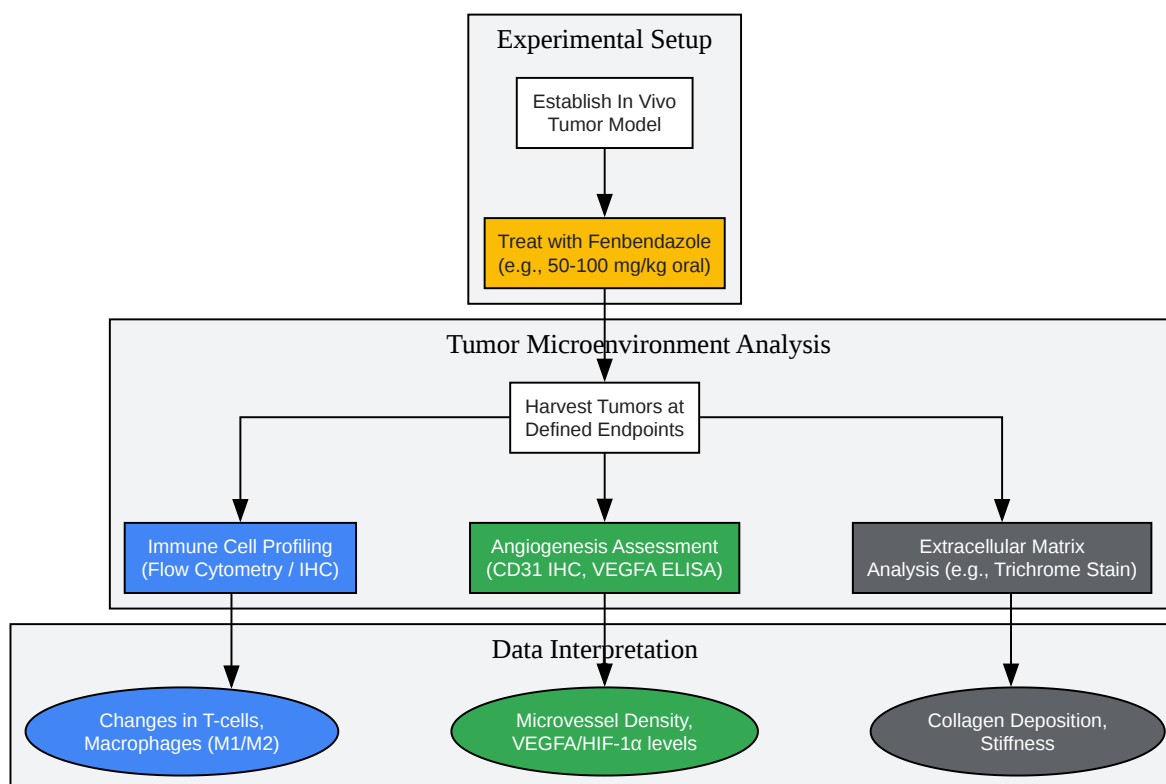 Experimental Setup
Establish In Vivo
Tumor Model
Treat with Fenbendazole
(e.g., 50-100 mg/kg oral)
Tumor Microenvironment Analysis
Harvest Tumors at
Defined Endpoints
Immune Cell Profiling
(Flow Cytometry / IHC)
Angiogenesis Assessment
(CD31 IHC, VEGFA ELISA)
Extracellular Matrix
Analysis (e.g., Trichrome Stain)
Data Interpretation
Changes in T-cells,
Macrophages (M1/M2)
Microvessel Density,
VEGFA/HIF-1α levels
Collagen Deposition,
Stiffness